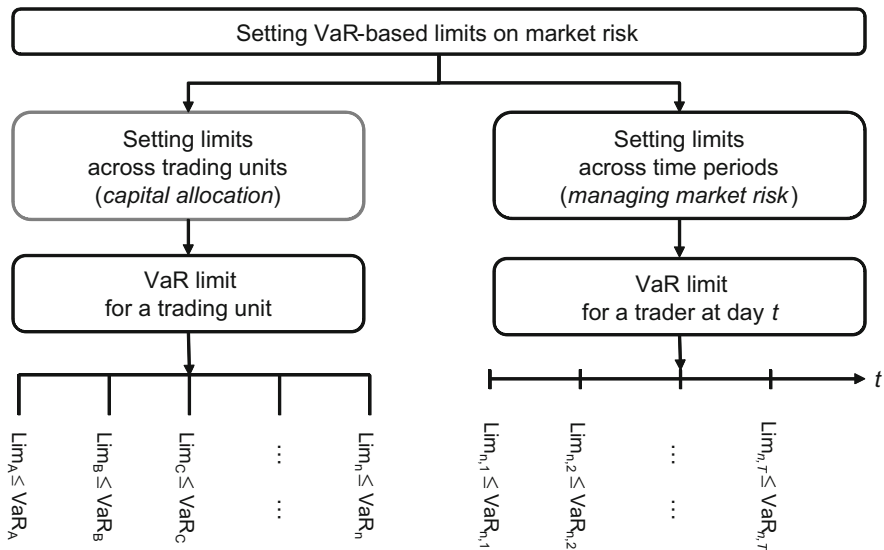 Setting VaR-based limits on market risk
Setting limits
across trading units
(capital allocation)
Setting limits
across time periods
(managing market risk)
VaR limit
for a trading unit
VaR limit
for a trader at day t
t
Lim_A ≤ VaR_A
Lim_B ≤ VaR_B
Lim_C ≤ VaR_C
... ...
Lim_n ≤ VaR_n
Lim_n,1 ≤ VaR_n,1
Lim_n,2 ≤ VaR_n,2
... ...
Lim_n,T ≤ VaR_n,T